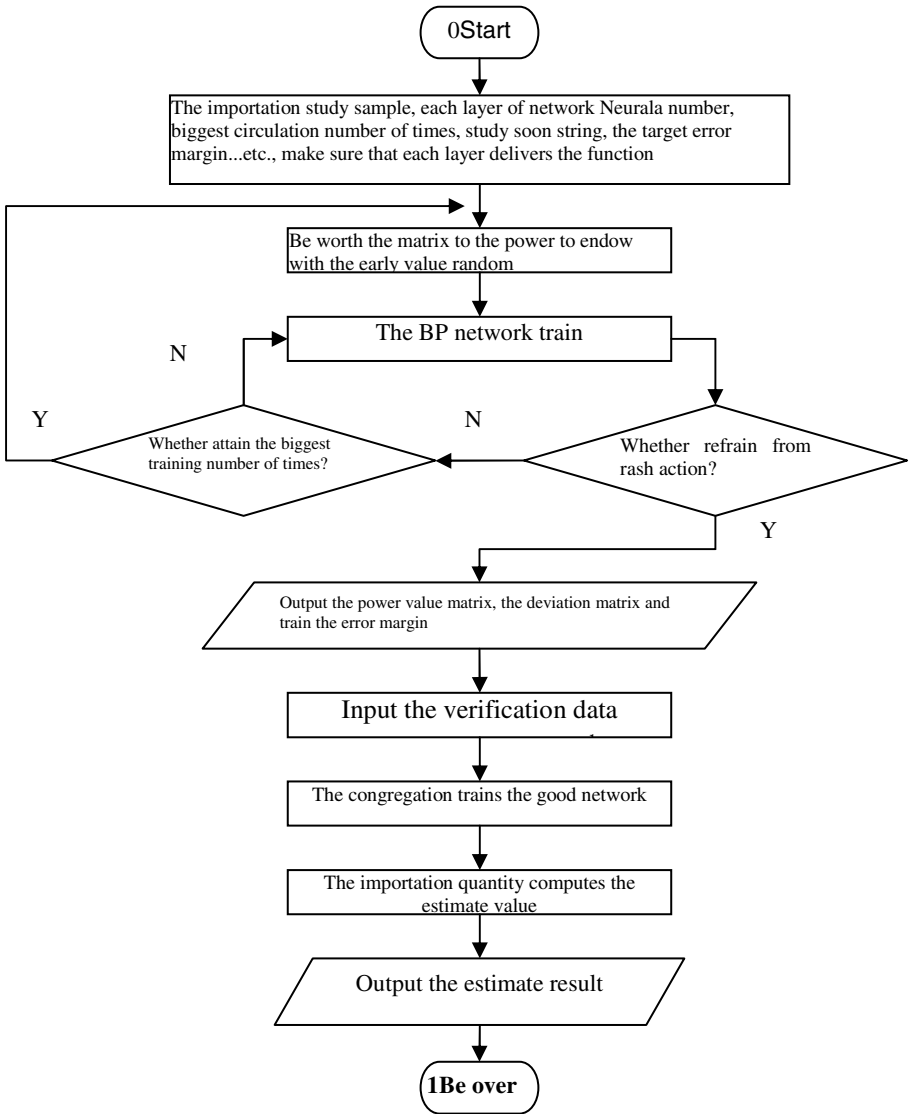 0Start
The importation study sample, each layer of network Neurala number,
biggest circulation number of times, study soon string, the target error
margin...etc., make sure that each layer delivers the function
Be worth the matrix to the power to endow
with the early value random
The BP network train
N
Y
N
Whether attain the biggest
training number of times?
Whether refrain from
rash action?
Y
Output the power value matrix, the deviation matrix and
train the error margin
Input the verification data
The congregation trains the good network
The importation quantity computes the
estimate value
Output the estimate result
1Be over